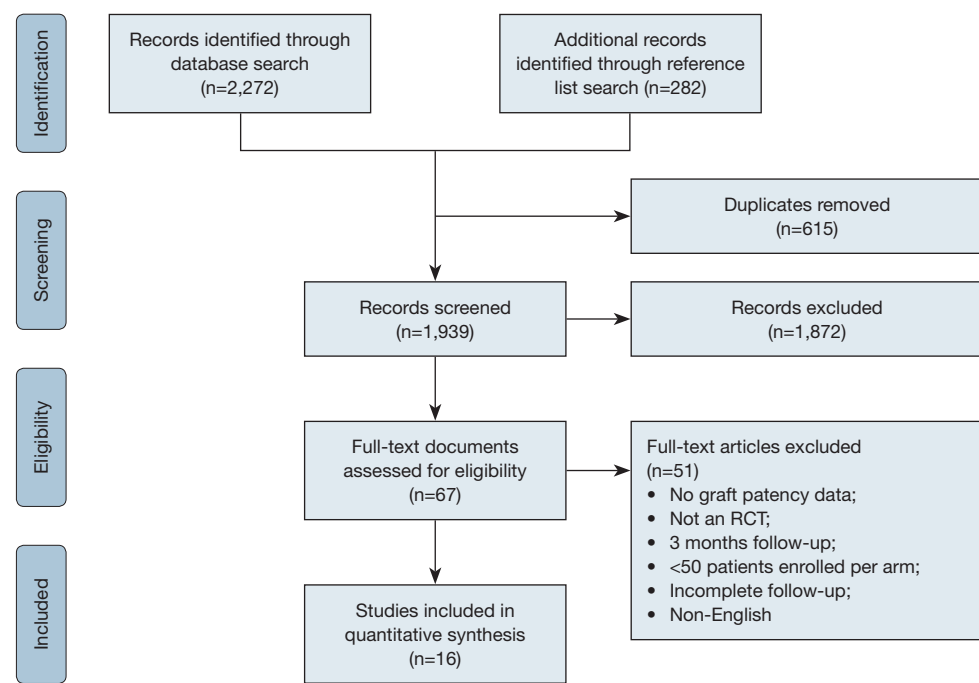 Identification
Records identified through
database search
(n=2,272)
Additional records
identified through reference
list search (n=282)
Screening
Duplicates removed
(n=615)
Records screened
(n=1,939)
Records excluded
(n=1,872)
Eligibility
Full-text documents
assessed for eligibility
(n=67)
Full-text articles excluded
(n=51)
• No graft patency data;
• Not an RCT;
• 3 months follow-up;
• <50 patients enrolled per arm;
• Incomplete follow-up;
• Non-English
Included
Studies included in
quantitative synthesis
(n=16)